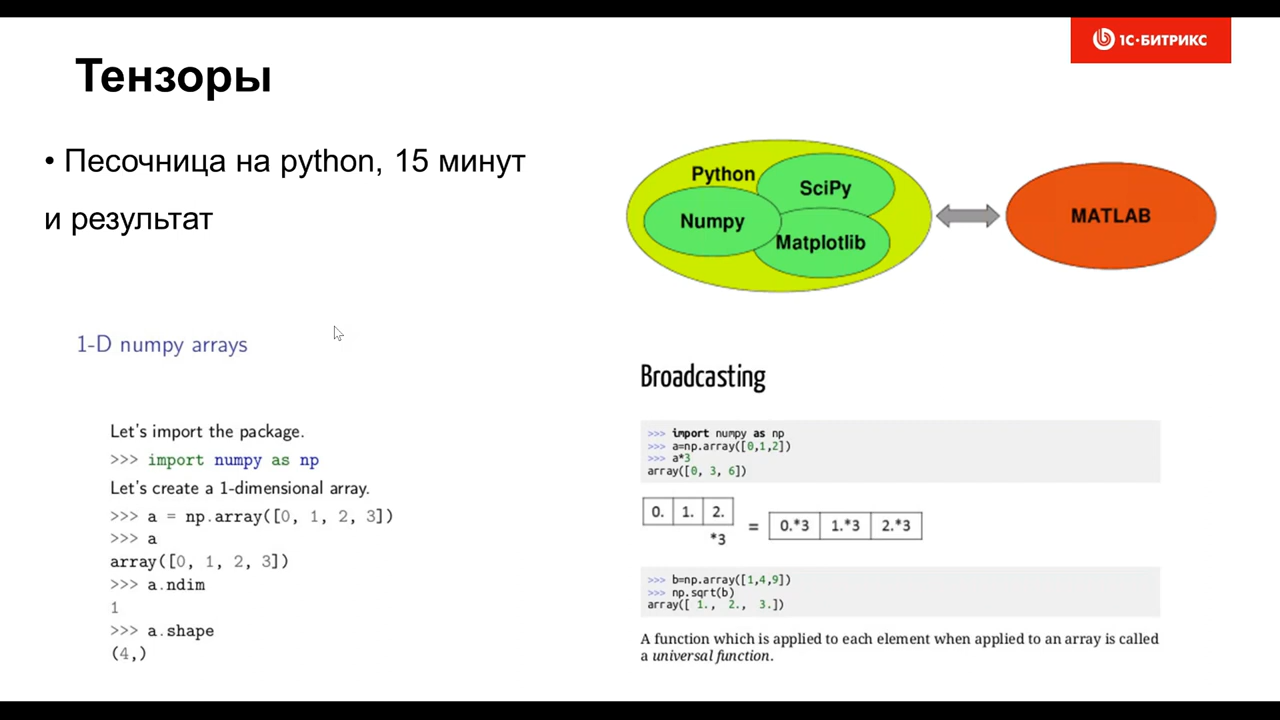 1С·БИТРИКС
Тензоры
• Песочница на python, 15 минут
и результат
Python
SciPy
Numpy
Matplotlib
MATLAB
1-D numpy arrays
Let's import the package.
>>> import numpy as np
Let's create a 1-dimensional array.
>>> a = np.array([0, 1, 2, 3])
>>> a
array([0, 1, 2, 3])
>>> a.ndim
1
>>> a.shape
(4,)
Broadcasting
>>> import numpy as np
>>> a=np.array([0,1,2])
>>> a*3
array([0, 3, 6])
0. 1. 2.
*3
= 0.*3 1.*3 2.*3
>>> b=np.array([1,4,9])
>>> np.sqrt(b)
array([ 1., 2., 3.])
A function which is applied to each element when applied to an array is called
a universal function.